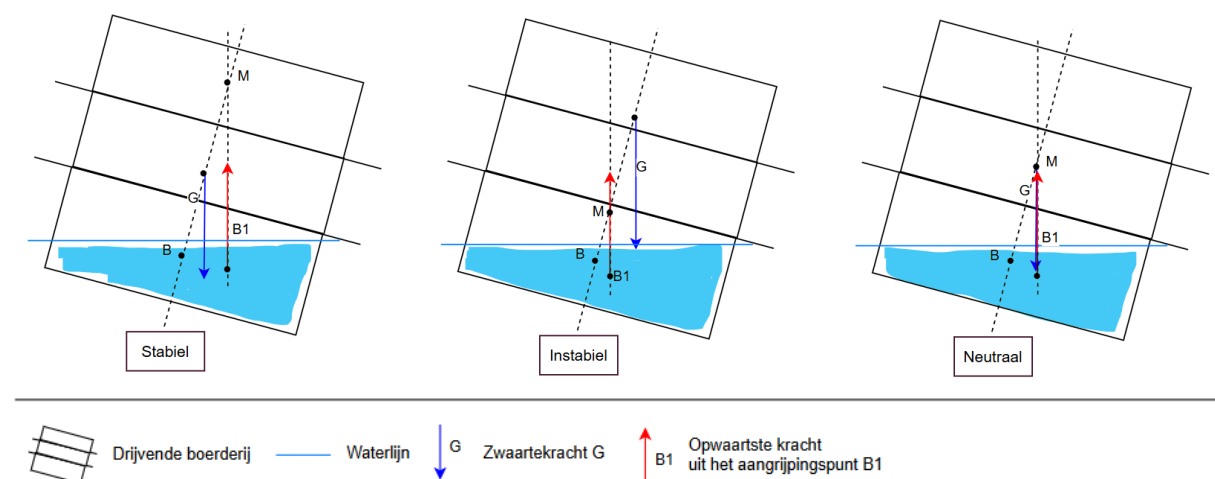 M
G
B1
B
Stabiel
G
M
B
B1
Instabiel
M
G
B1
B
Neutraal
Drijvende boerderij
Waterlijn
G
Zwaartekracht G
B1
Opwaartste kracht
uit het aangrijpingspunt B1